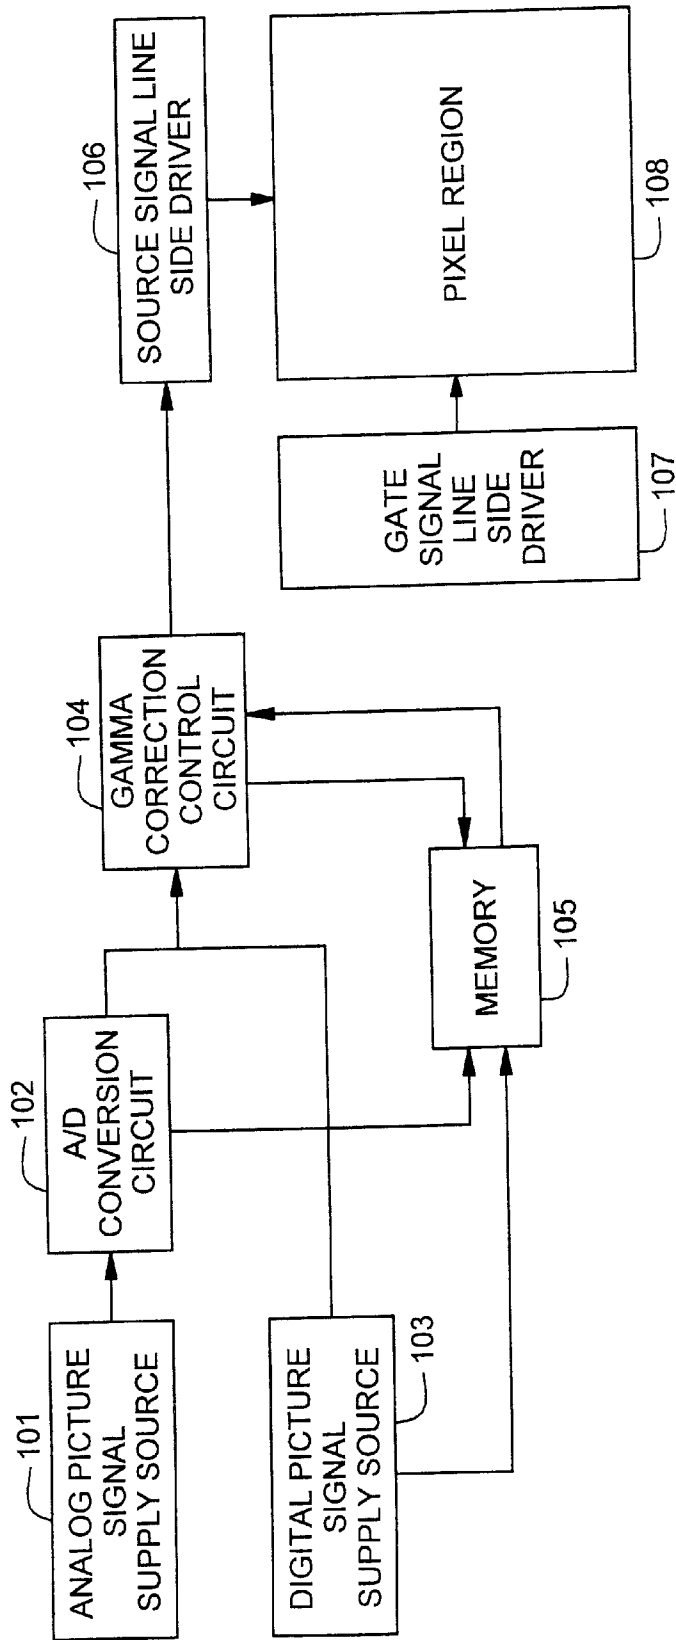 101
ANALOG PICTURE
SIGNAL
SUPPLY SOURCE
102
A/D
CONVERSION
CIRCUIT
103
DIGITAL PICTURE
SIGNAL
SUPPLY SOURCE
104
GAMMA
CORRECTION
CONTROL
CIRCUIT
MEMORY
105
106
SOURCE SIGNAL LINE
SIDE DRIVER
GATE
SIGNAL
LINE
SIDE
DRIVER
107
PIXEL REGION
108